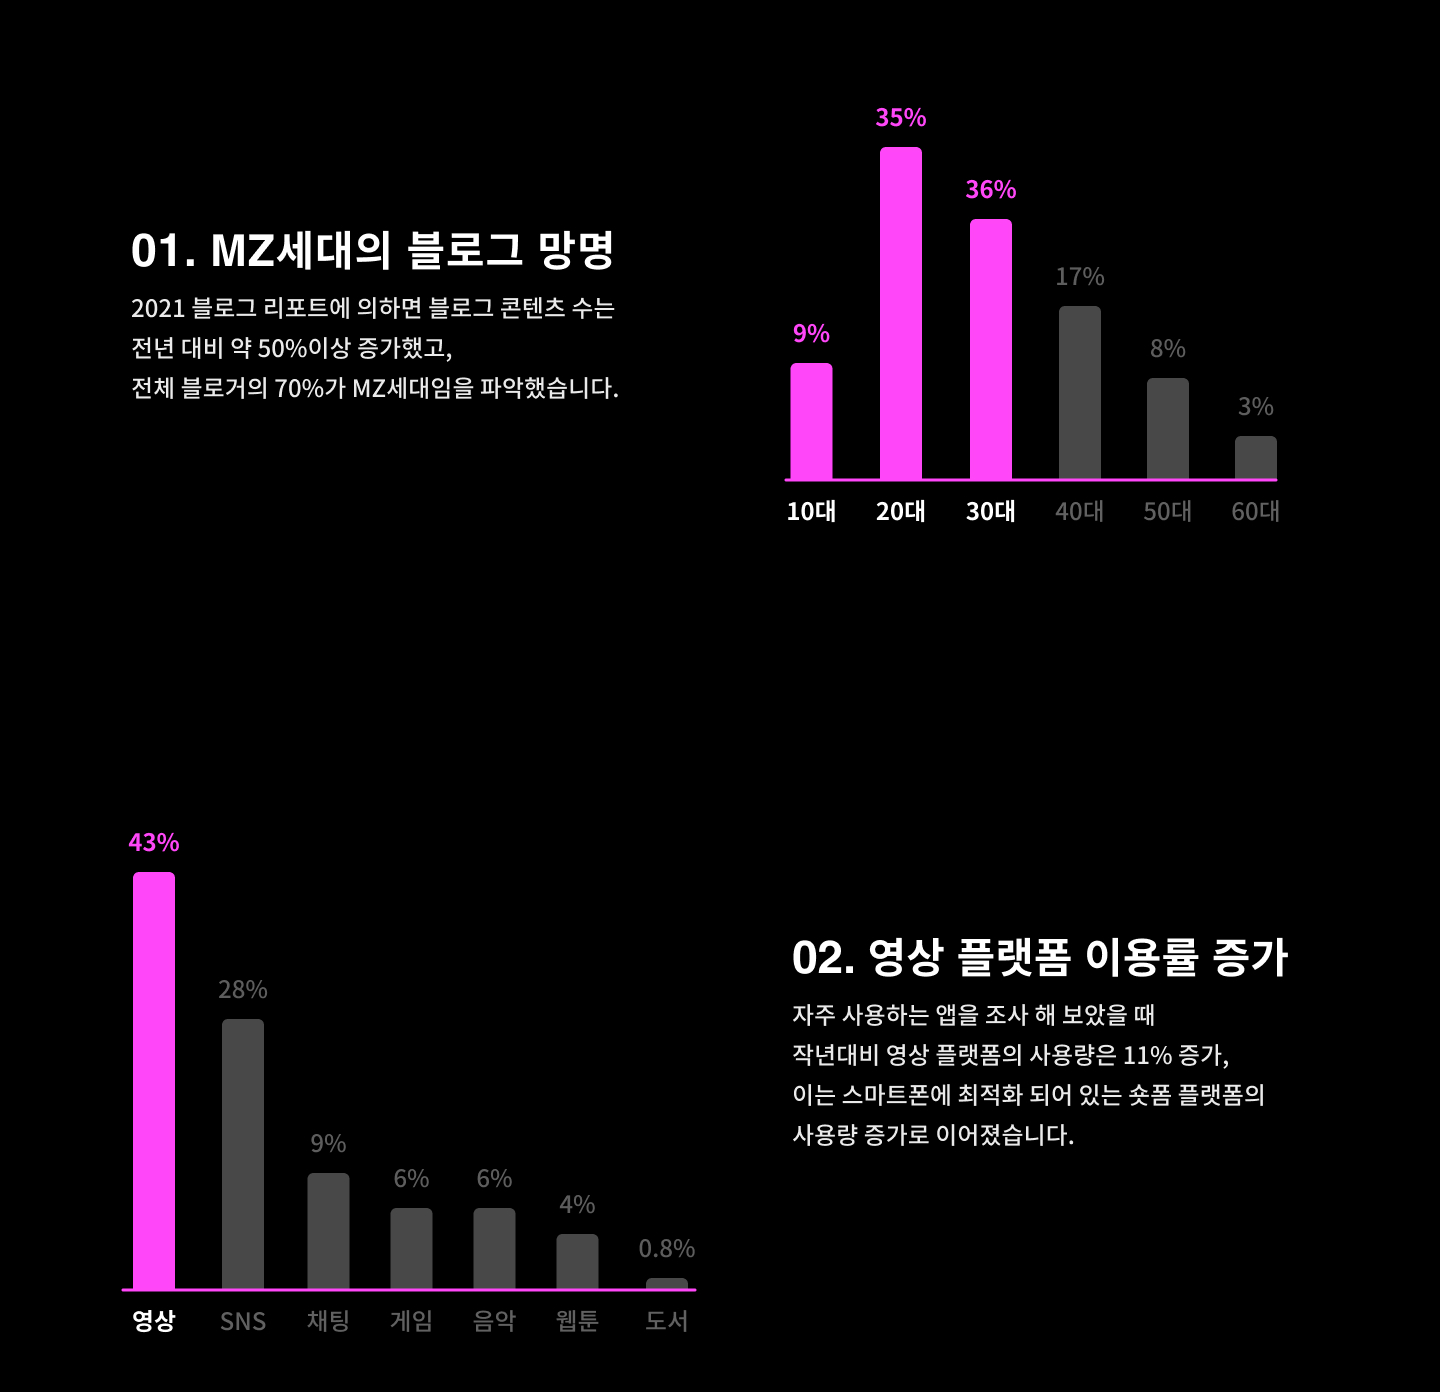 01. MZ세대의 블로그 망명
2021 블로그 리포트에 의하면 블로그 콘텐츠 수는
전년 대비 약 50%이상 증가했고,
전체 블로거의 70%가 MZ세대임을 파악했습니다.
35%
36%
17%
9%
8%
3%
10대 20대 30대 40대 50대 60대
43%
28%
9%
6% 6%
4%
0.8%
영상 SNS 채팅 게임 음악 웹툰 도서
02. 영상 플랫폼 이용률 증가
자주 사용하는 앱을 조사 해 보았을 때
작년대비 영상 플랫폼의 사용량은 11% 증가,
이는 스마트폰에 최적화 되어 있는 숏폼 플랫폼의
사용량 증가로 이어졌습니다.